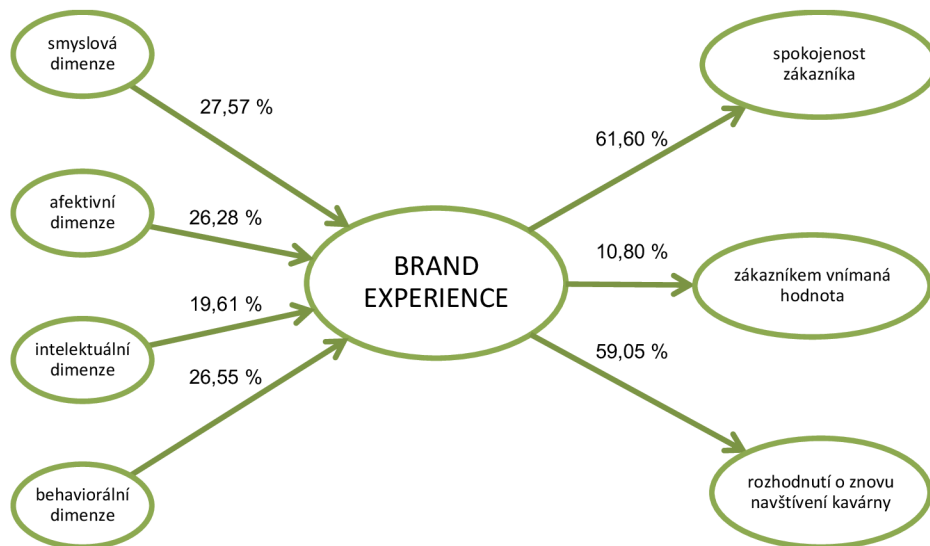 smyslová
dimenze
27,57 %
afektivní
dimenze
26,28 %
intelektuální
dimenze
19,61 %
behaviorální
dimenze
26,55 %
BRAND
EXPERIENCE
61,60 %
spokojenost
zákazníka
10,80 %
zákazníkem vnímaná
hodnota
59,05 %
rozhodnutí o znovu
navštívení kavárny